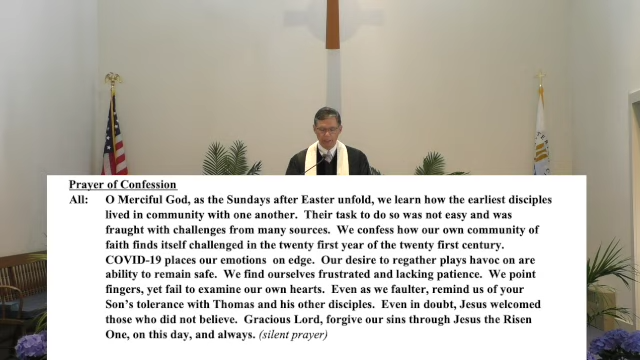 Prayer of Confession
All: O Merciful God, as the Sundays after Easter unfold, we learn how the earliest disciples
lived in community with one another. Their task to do so was not easy and was
fraught with challenges from many sources. We confess how our own community of
faith finds itself challenged in the twenty first year of the twenty first century.
COVID-19 places our emotions on edge. Our desire to regather plays havoc on are
ability to remain safe. We find ourselves frustrated and lacking patience. We point
fingers, yet fail to examine our own hearts. Even as we faulter, remind us of your
Son's tolerance with Thomas and his other disciples. Even in doubt, Jesus welcomed
those who did not believe. Gracious Lord, forgive our sins through Jesus the Risen
One, on this day, and always. (silent prayer)